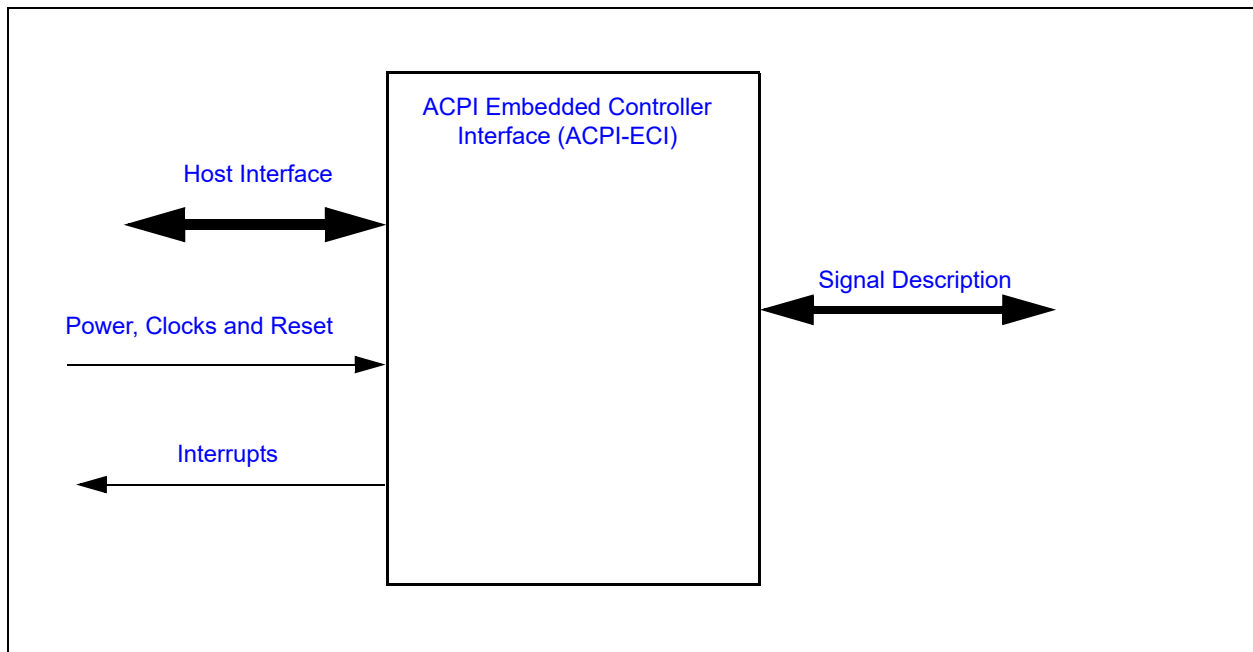 ACPI Embedded Controller
Interface (ACPI-ECI)
Host Interface
Signal Description
Power, Clocks and Reset
Interrupts